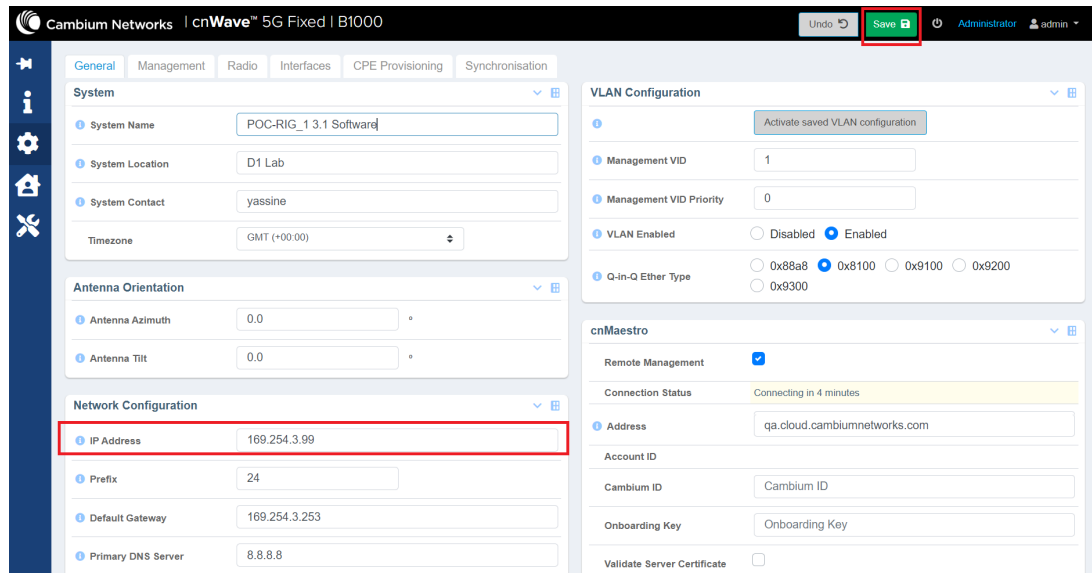 Cambium Networks | cnWave™ 5G Fixed | B1000
Undo Save Administrator admin
General Management Radio Interfaces CPE Provisioning Synchronisation
System
System Name POC-RIG_1 3.1 Software
System Location D1 Lab
System Contact yassine
Timezone GMT (+00:00)
Antenna Orientation
Antenna Azimuth 0.0 °
Antenna Tilt 0.0 °
Network Configuration
IP Address 169.254.3.99
Prefix 24
Default Gateway 169.254.3.253
Primary DNS Server 8.8.8.8
VLAN Configuration
Activate saved VLAN configuration
Management VID 1
Management VID Priority 0
VLAN Enabled Disabled Enabled
Q-in-Q Ether Type 0x88a8 0x8100 0x9100 0x9200
0x9300
cnMaestro
Remote Management
Connection Status Connecting in 4 minutes
Address qa.cloud.cambiumnetworks.com
Account ID
Cambium ID Cambium ID
Onboarding Key Onboarding Key
Validate Server Certificate